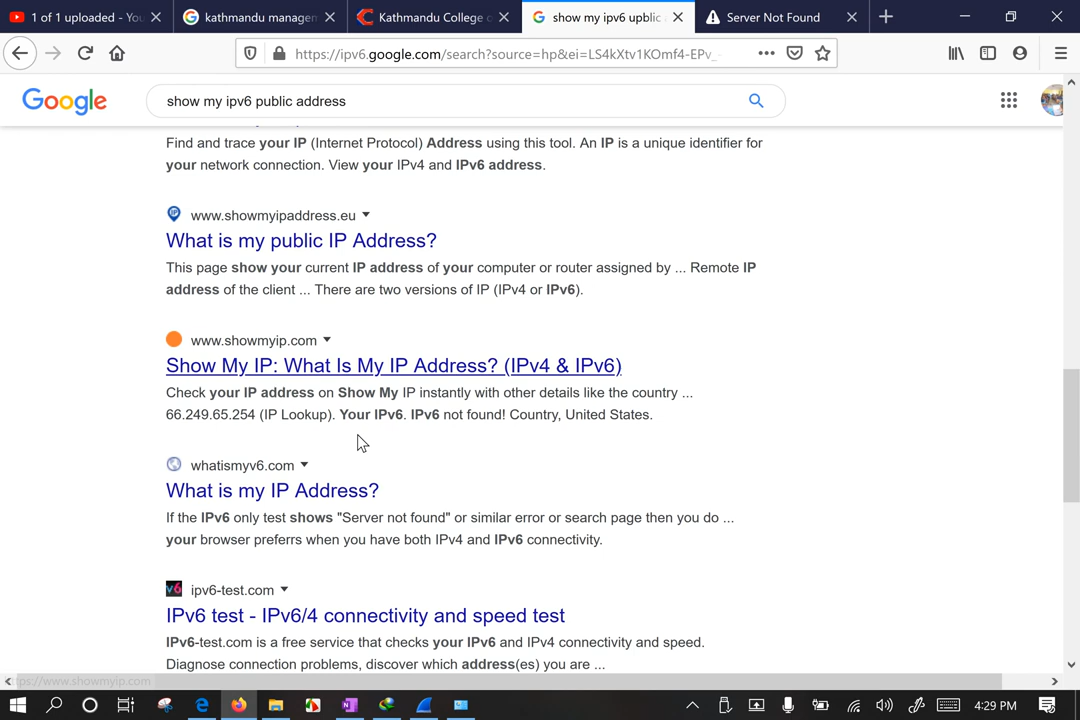 1 of 1 uploaded - You
kathmandu managem
Kathmandu College o
show my ipv6 upblic a
Server Not Found
https://ipv6.google.com/search?source=hp&ei=LS4kXtv1KOmf4-EPv_
Google
show my ipv6 public address
Find and trace your IP (Internet Protocol) Address using this tool. An IP is a unique identifier for
your network connection. View your IPv4 and IPv6 address.
www.showmyipaddress.eu
What is my public IP Address?
This page show your current IP address of your computer or router assigned by ... Remote IP
address of the client ... There are two versions of IP (IPv4 or IPv6).
www.showmyip.com
Show My IP: What Is My IP Address? (IPv4 & IPv6)
Check your IP address on Show My IP instantly with other details like the country ...
66.249.65.254 (IP Lookup). Your IPv6. IPv6 not found! Country, United States.
whatismyv6.com
What is my IP Address?
If the IPv6 only test shows "Server not found" or similar error or search page then you do ...
your browser preferrs when you have both IPv4 and IPv6 connectivity.
v6 ipv6-test.com
IPv6 test - IPv6/4 connectivity and speed test
IPv6-test.com is a free service that checks your IPv6 and IPv4 connectivity and speed.
Diagnose connection problems, discover which address(es) you are ...
https://www.showmyip.com
4:29 PM